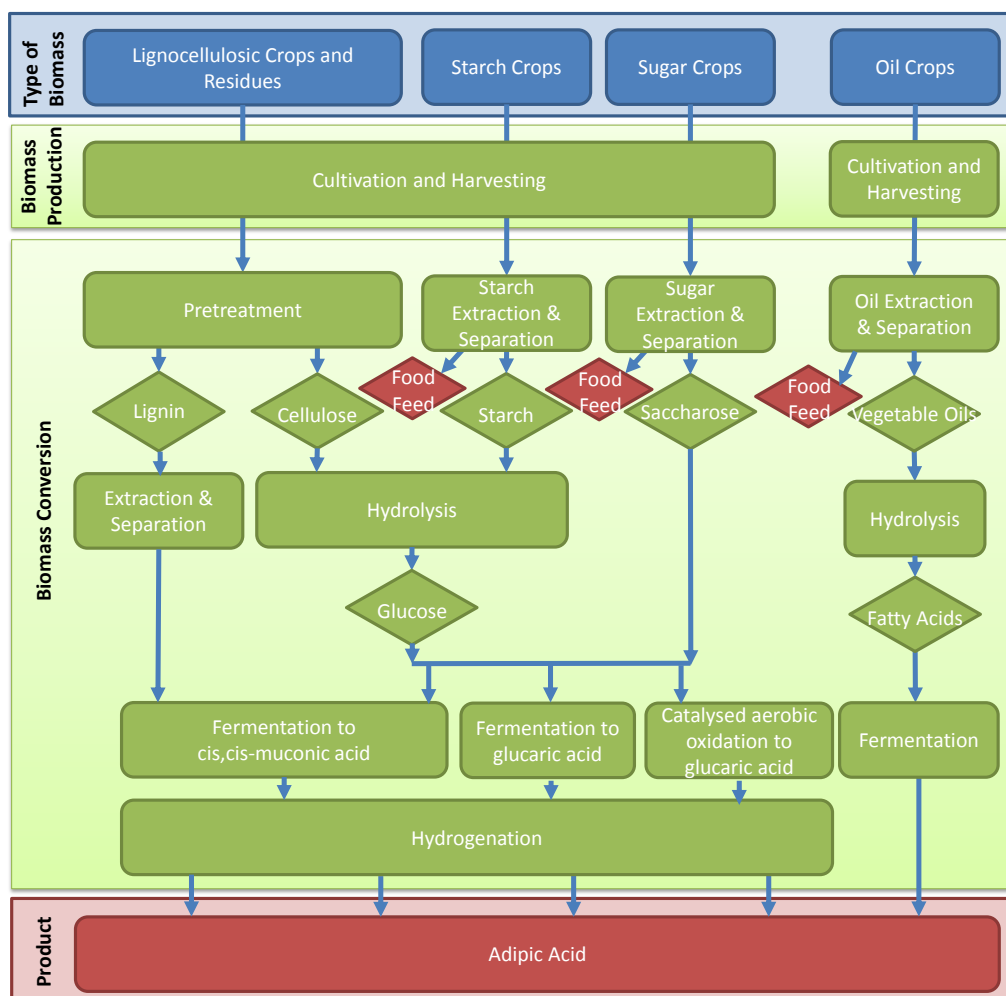 Type of
Biomass
Lignocellulosic Crops and
Residues
Starch Crops
Sugar Crops
Oil Crops
Biomass
Production
Cultivation and Harvesting
Cultivation and
Harvesting
Biomass Conversion
Pretreatment
Starch
Extraction &
Separation
Sugar
Extraction &
Separation
Oil Extraction
& Separation
Lignin
Cellulose
Food
Feed
Starch
Food
Feed
Saccharose
Food
Feed
Vegetable Oils
Extraction &
Separation
Hydrolysis
Hydrolysis
Glucose
Fatty Acids
Fermentation to
cis,cis-muconic acid
Fermentation to
glucaric acid
Catalysed aerobic
oxidation to
glucaric acid
Fermentation
Hydrogenation
Product
Adipic Acid